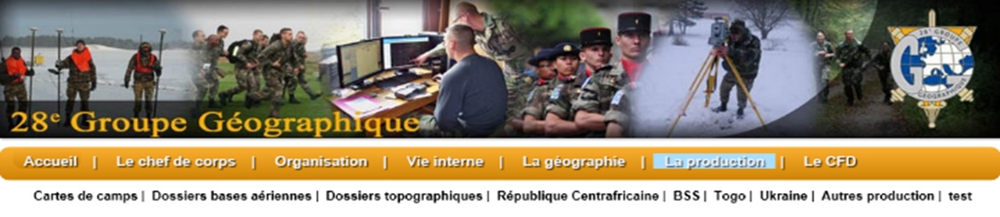 28e Groupe Géographique
28e GROUPE
GÉOGRAPHIQUE
Accueil | Le chef de corps | Organisation | Vie interne | La géographie | La production | Le CFD
Cartes de camps | Dossiers bases aériennes | Dossiers topographiques | République Centrafricaine | BSS | Togo | Ukraine | Autres production | test